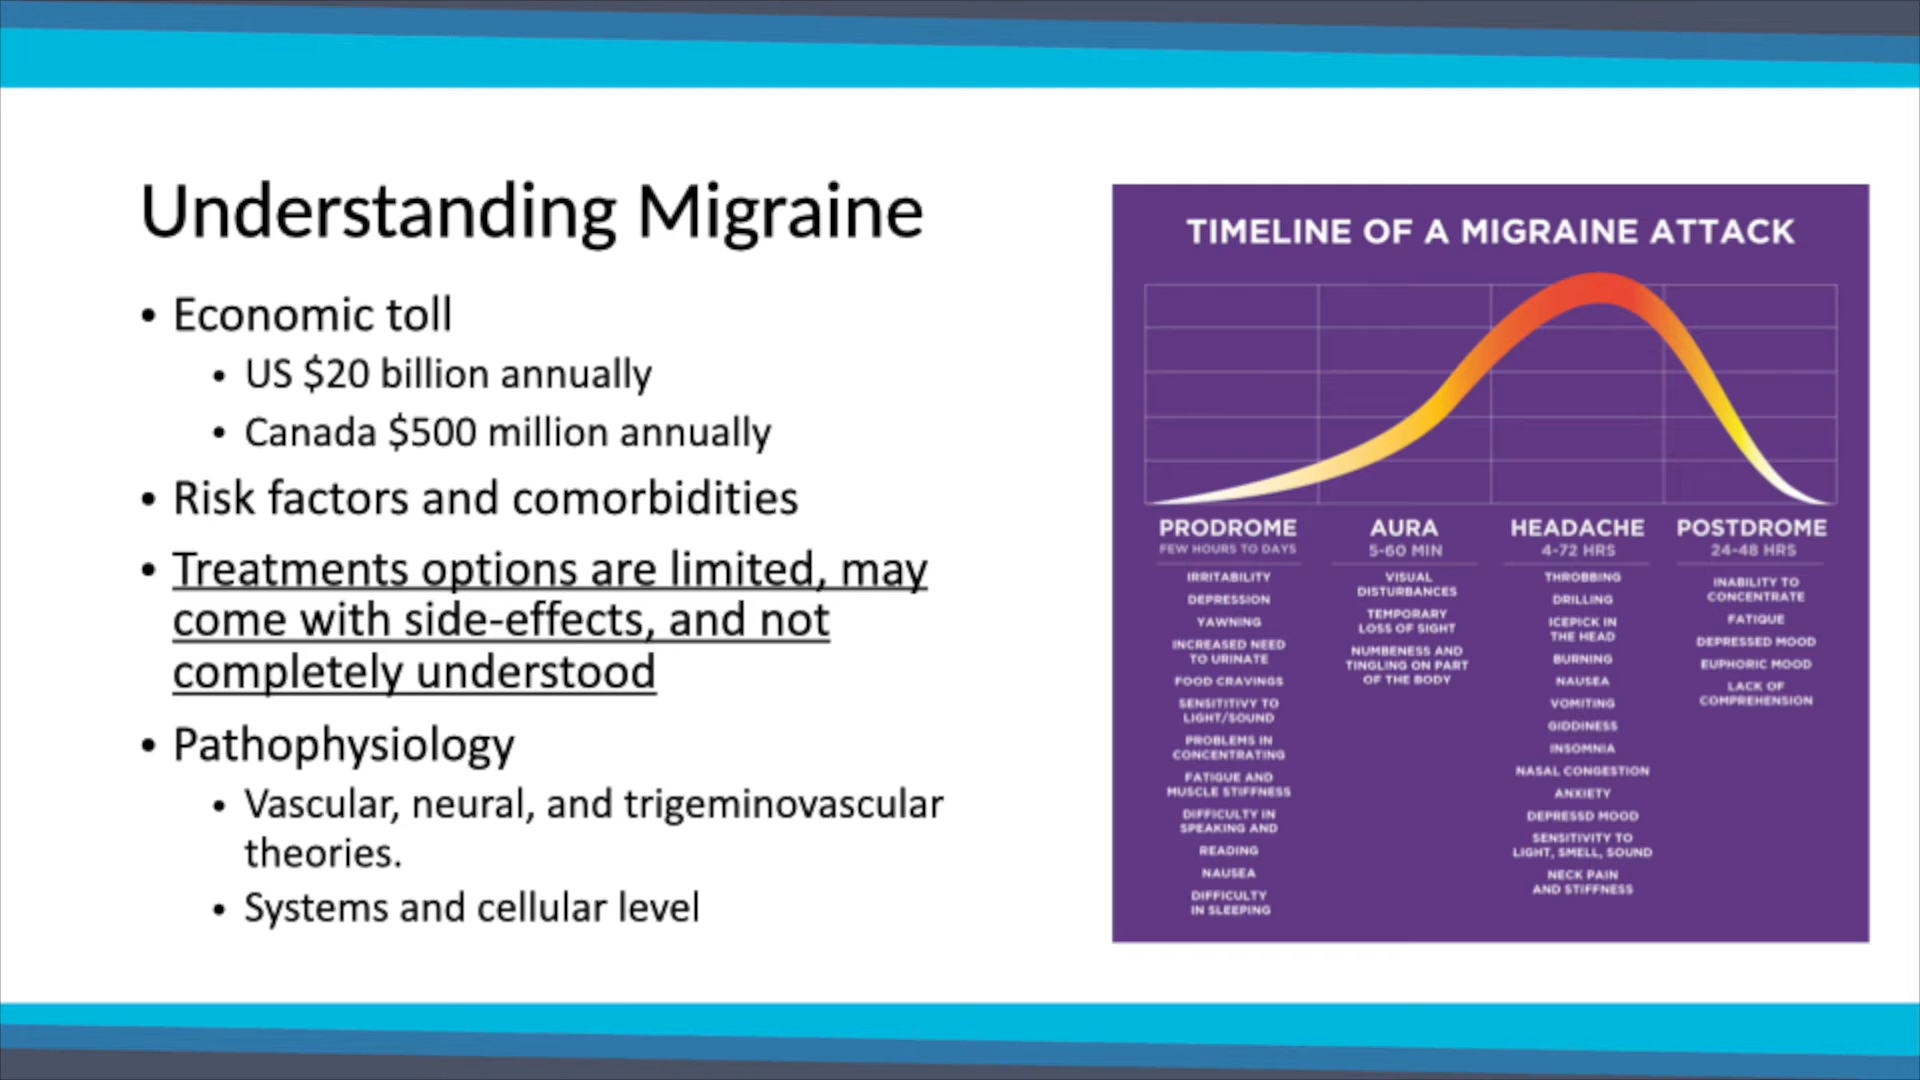 Understanding Migraine
• Economic toll
• US $20 billion annually
• Canada $500 million annually
• Risk factors and comorbidities
• Treatments options are limited, may
come with side-effects, and not
completely understood
• Pathophysiology
• Vascular, neural, and trigeminovascular
theories.
• Systems and cellular level
TIMELINE OF A MIGRAINE ATTACK
PRODROME
FEW HOURS TO DAYS
IRRITABILITY
DEPRESSION
YAWNING
INCREASED NEED
TO URINATE
FOOD CRAVINGS
SENSITITIVY TO
LIGHT/SOUND
PROBLEMS IN
CONCENTRATING
FATIGUE AND
MUSCLE STIFFNESS
DIFFICULTY IN
SPEAKING AND
READING
NAUSEA
DIFFICULTY
IN SLEEPING
AURA
5-60 MIN
VISUAL
DISTURBANCES
TEMPORARY
LOSS OF SIGHT
NUMBENESS AND
TINGLING ON PART
OF THE BODY
HEADACHE
4-72 HRS
THROBBING
DRILLING
ICEPICK IN
THE HEAD
BURNING
NAUSEA
VOMITING
GIDDINESS
INSOMNIA
NASAL CONGESTION
ANXIETY
DEPRESSD MOOD
SENSITIVITY TO
LIGHT, SMELL, SOUND
NECK PAIN
AND STIFFNESS
POSTDROME
24-48 HRS
INABILITY TO
CONCENTRATE
FATIGUE
DEPRESSED MOOD
EUPHORIC MOOD
LACK OF
COMPREHENSION